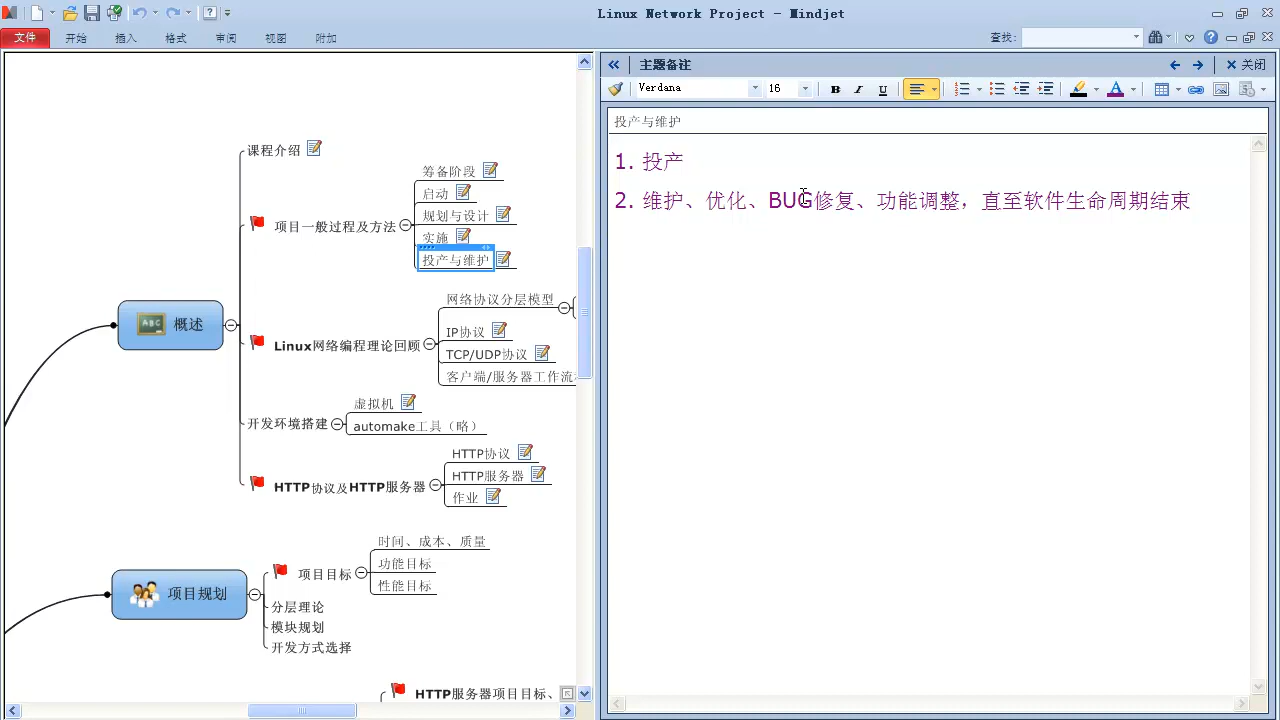 Linux Network Project - Mindjet
文件 开始 插入 格式 审阅 视图 附加 查找:
主题备注 关闭
Verdana 16 B I U A
投产与维护
1. 投产
2. 维护、优化、BUG修复、功能调整，直至软件生命周期结束
课程介绍
项目一般过程及方法
筹备阶段
启动
规划与设计
实施
投产与维护
ABC 概述
Linux网络编程理论回顾
网络协议分层模型
IP协议
TCP/UDP协议
客户端/服务器工作流
开发环境搭建
虚拟机
automake工具（略）
HTTP协议及HTTP服务器
HTTP协议
HTTP服务器
作业
项目规划
项目目标
时间、成本、质量
功能目标
性能目标
分层理论
模块规划
开发方式选择
HTTP服务器项目目标、